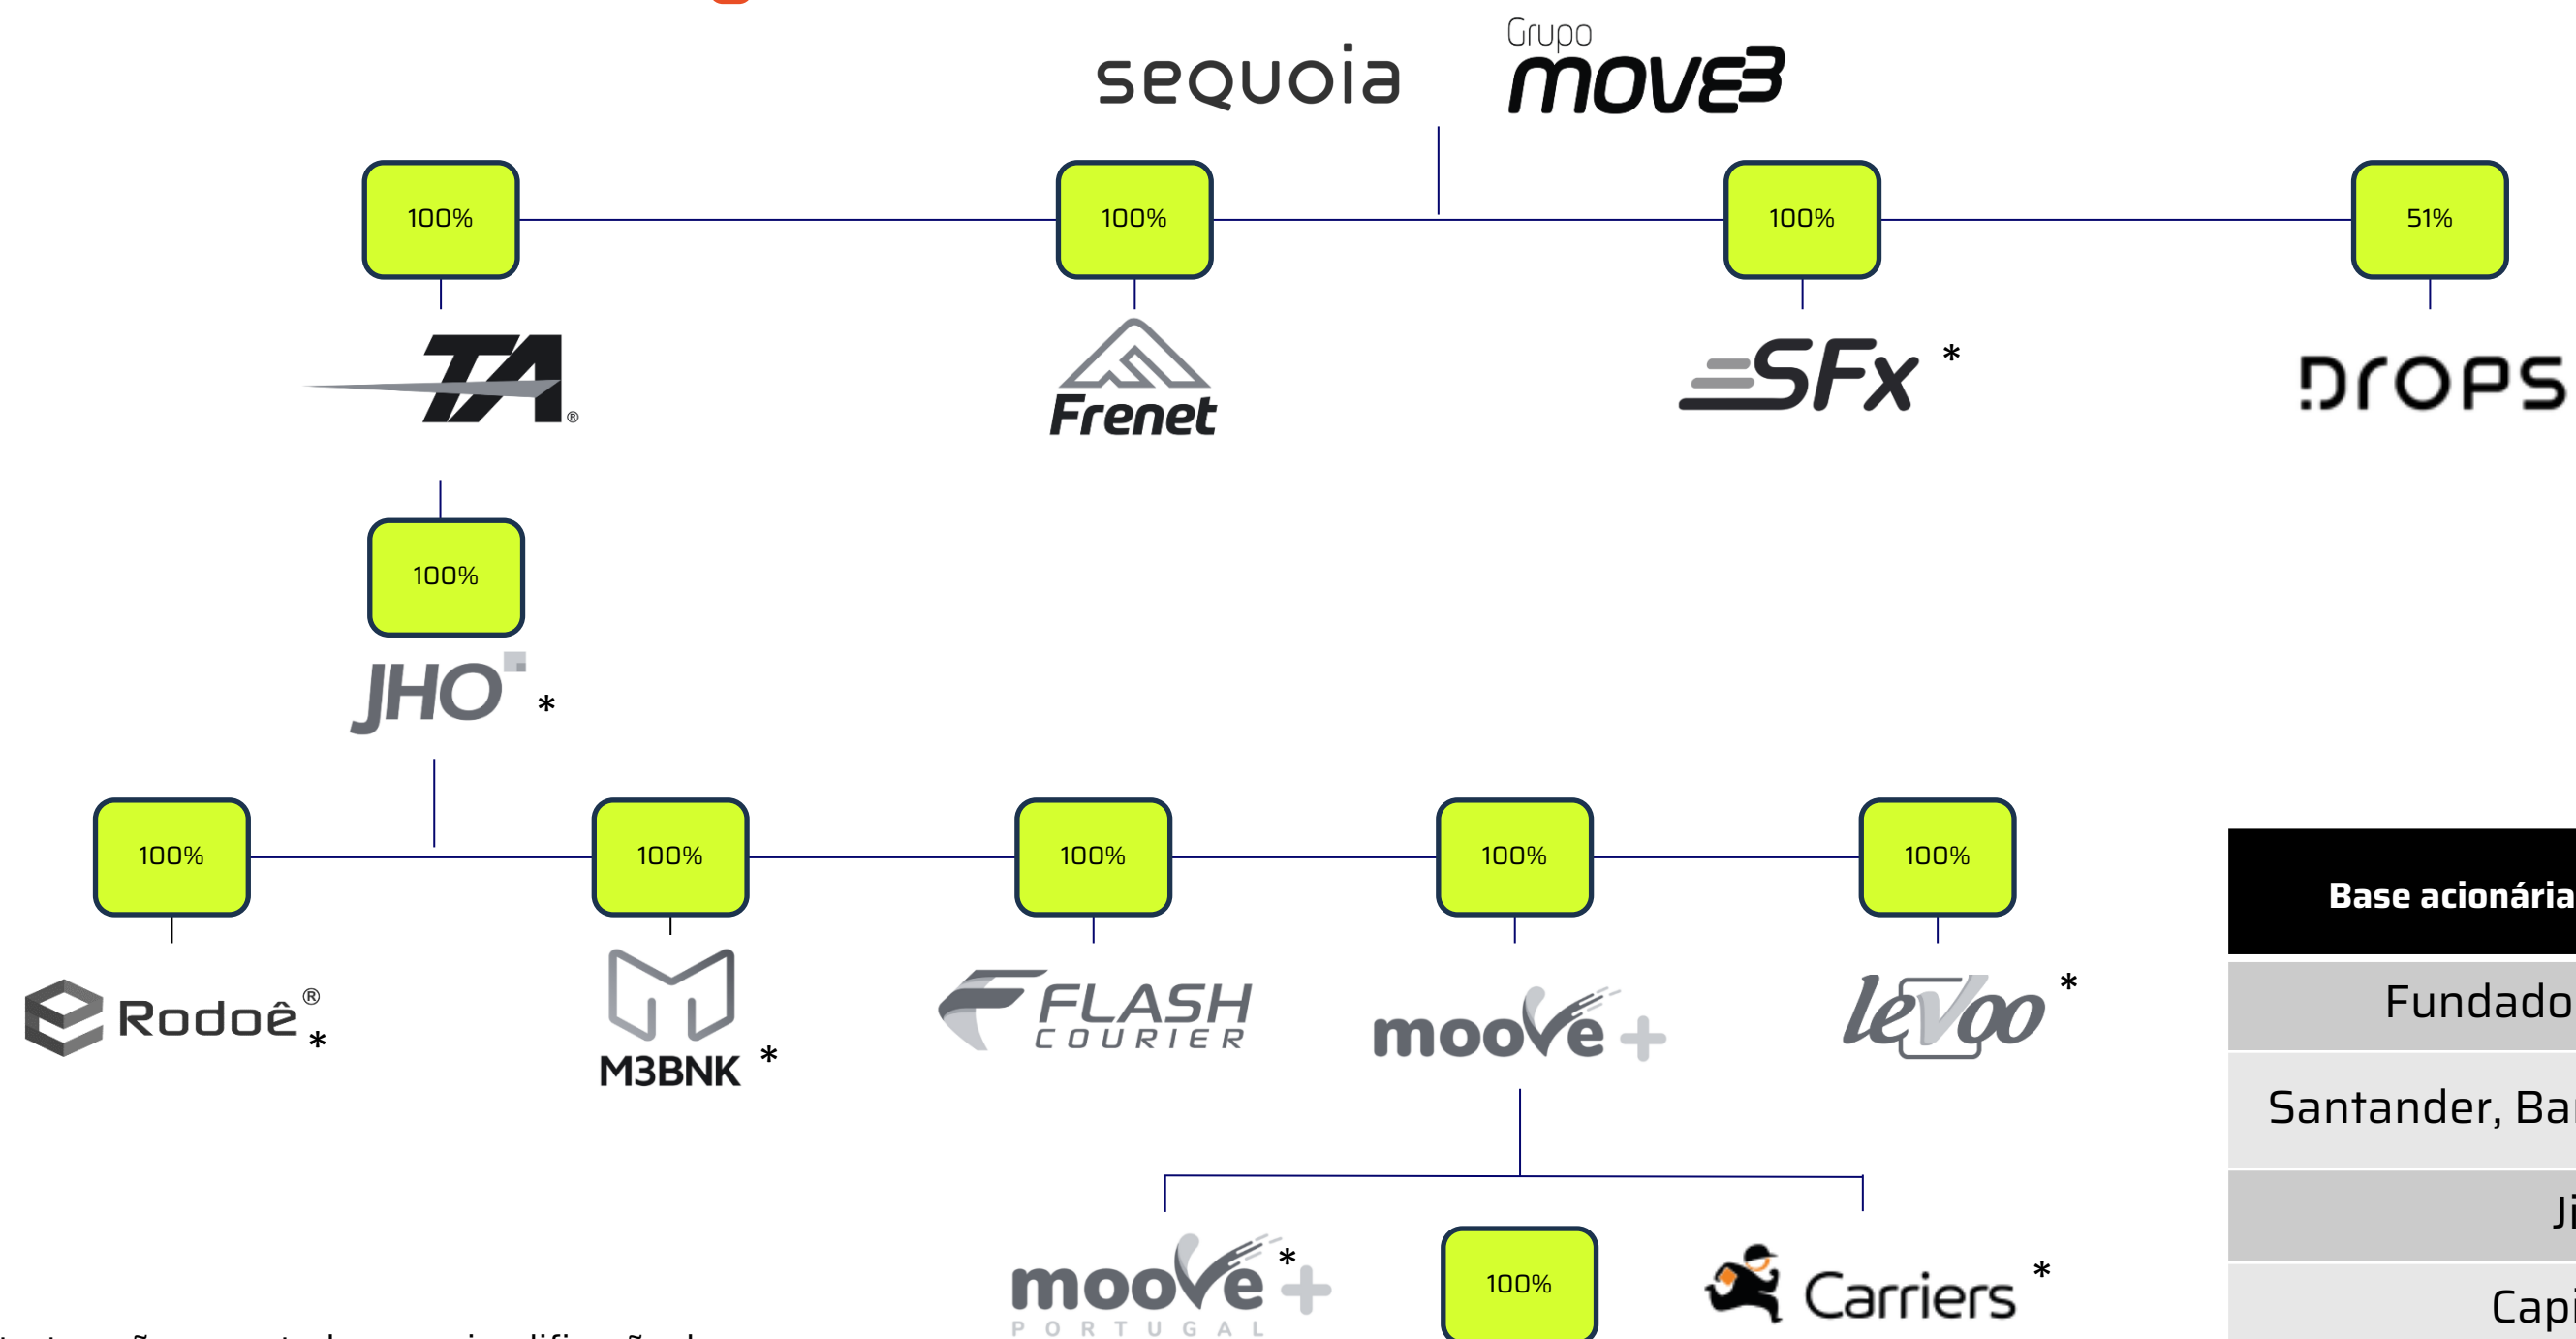 Grupo
sequoia
move3
100%
100%
100%
51%
TA®
Frenet
SFx *
Drops
100%
JHO *
100%
100%
100%
100%
100%
Base acionária
Rodoê® *
M3BNK *
FLASH
COURIER
moove +
levoo *
Fundado
Santander,
100%
moove + *
PORTUGAL
Carriers *